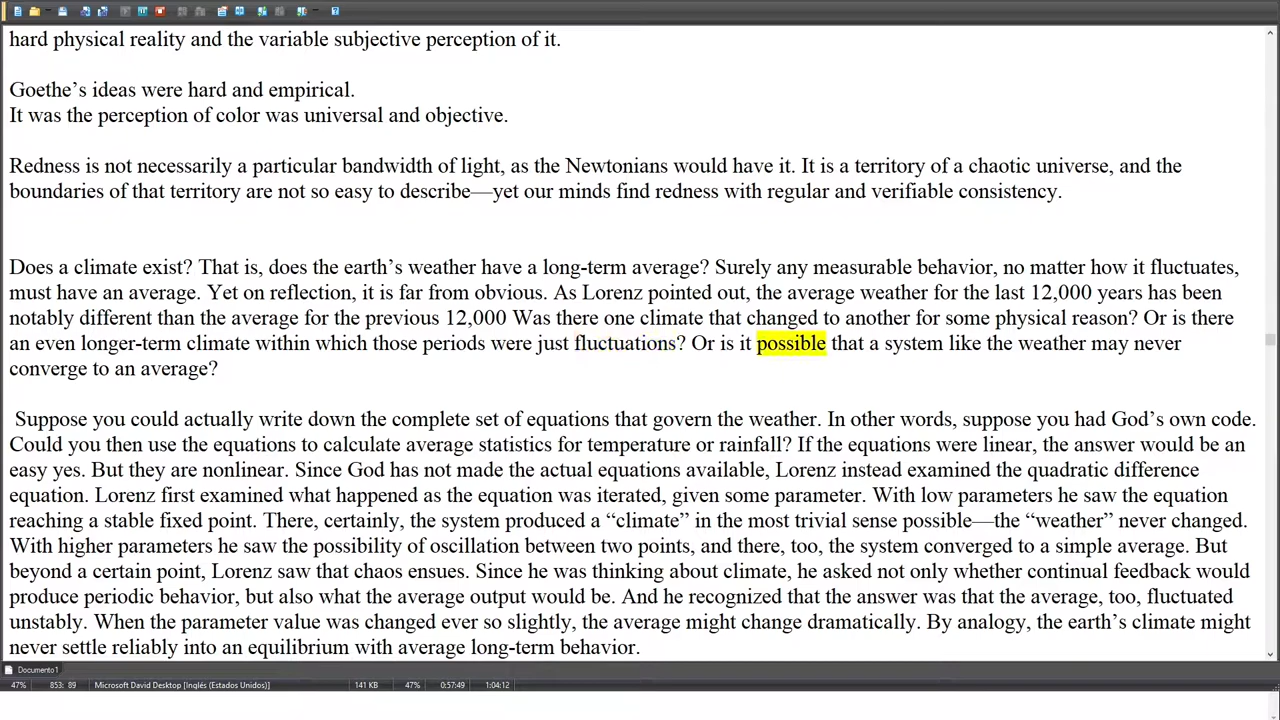 hard physical reality and the variable subjective perception of it.
Goethe’s ideas were hard and empirical.
It was the perception of color was universal and objective.
Redness is not necessarily a particular bandwidth of light, as the Newtonians would have it. It is a territory of a chaotic universe, and the
boundaries of that territory are not so easy to describe—yet our minds find redness with regular and verifiable consistency.
Does a climate exist? That is, does the earth’s weather have a long-term average? Surely any measurable behavior, no matter how it fluctuates,
must have an average. Yet on reflection, it is far from obvious. As Lorenz pointed out, the average weather for the last 12,000 years has been
notably different than the average for the previous 12,000 Was there one climate that changed to another for some physical reason? Or is there
an even longer-term climate within which those periods were just fluctuations? Or is it possible that a system like the weather may never
converge to an average?
Suppose you could actually write down the complete set of equations that govern the weather. In other words, suppose you had God’s own code.
Could you then use the equations to calculate average statistics for temperature or rainfall? If the equations were linear, the answer would be an
easy yes. But they are nonlinear. Since God has not made the actual equations available, Lorenz instead examined the quadratic difference
equation. Lorenz first examined what happened as the equation was iterated, given some parameter. With low parameters he saw the equation
reaching a stable fixed point. There, certainly, the system produced a “climate” in the most trivial sense possible—the “weather” never changed.
With higher parameters he saw the possibility of oscillation between two points, and there, too, the system converged to a simple average. But
beyond a certain point, Lorenz saw that chaos ensues. Since he was thinking about climate, he asked not only whether continual feedback would
produce periodic behavior, but also what the average output would be. And he recognized that the answer was that the average, too, fluctuated
unstably. When the parameter value was changed ever so slightly, the average might change dramatically. By analogy, the earth’s climate might
never settle reliably into an equilibrium with average long-term behavior.
Documento1
47% 853: 89 Microsoft David Desktop [Inglés (Estados Unidos)] 141 KB 47% 0:57:49 1:04:12